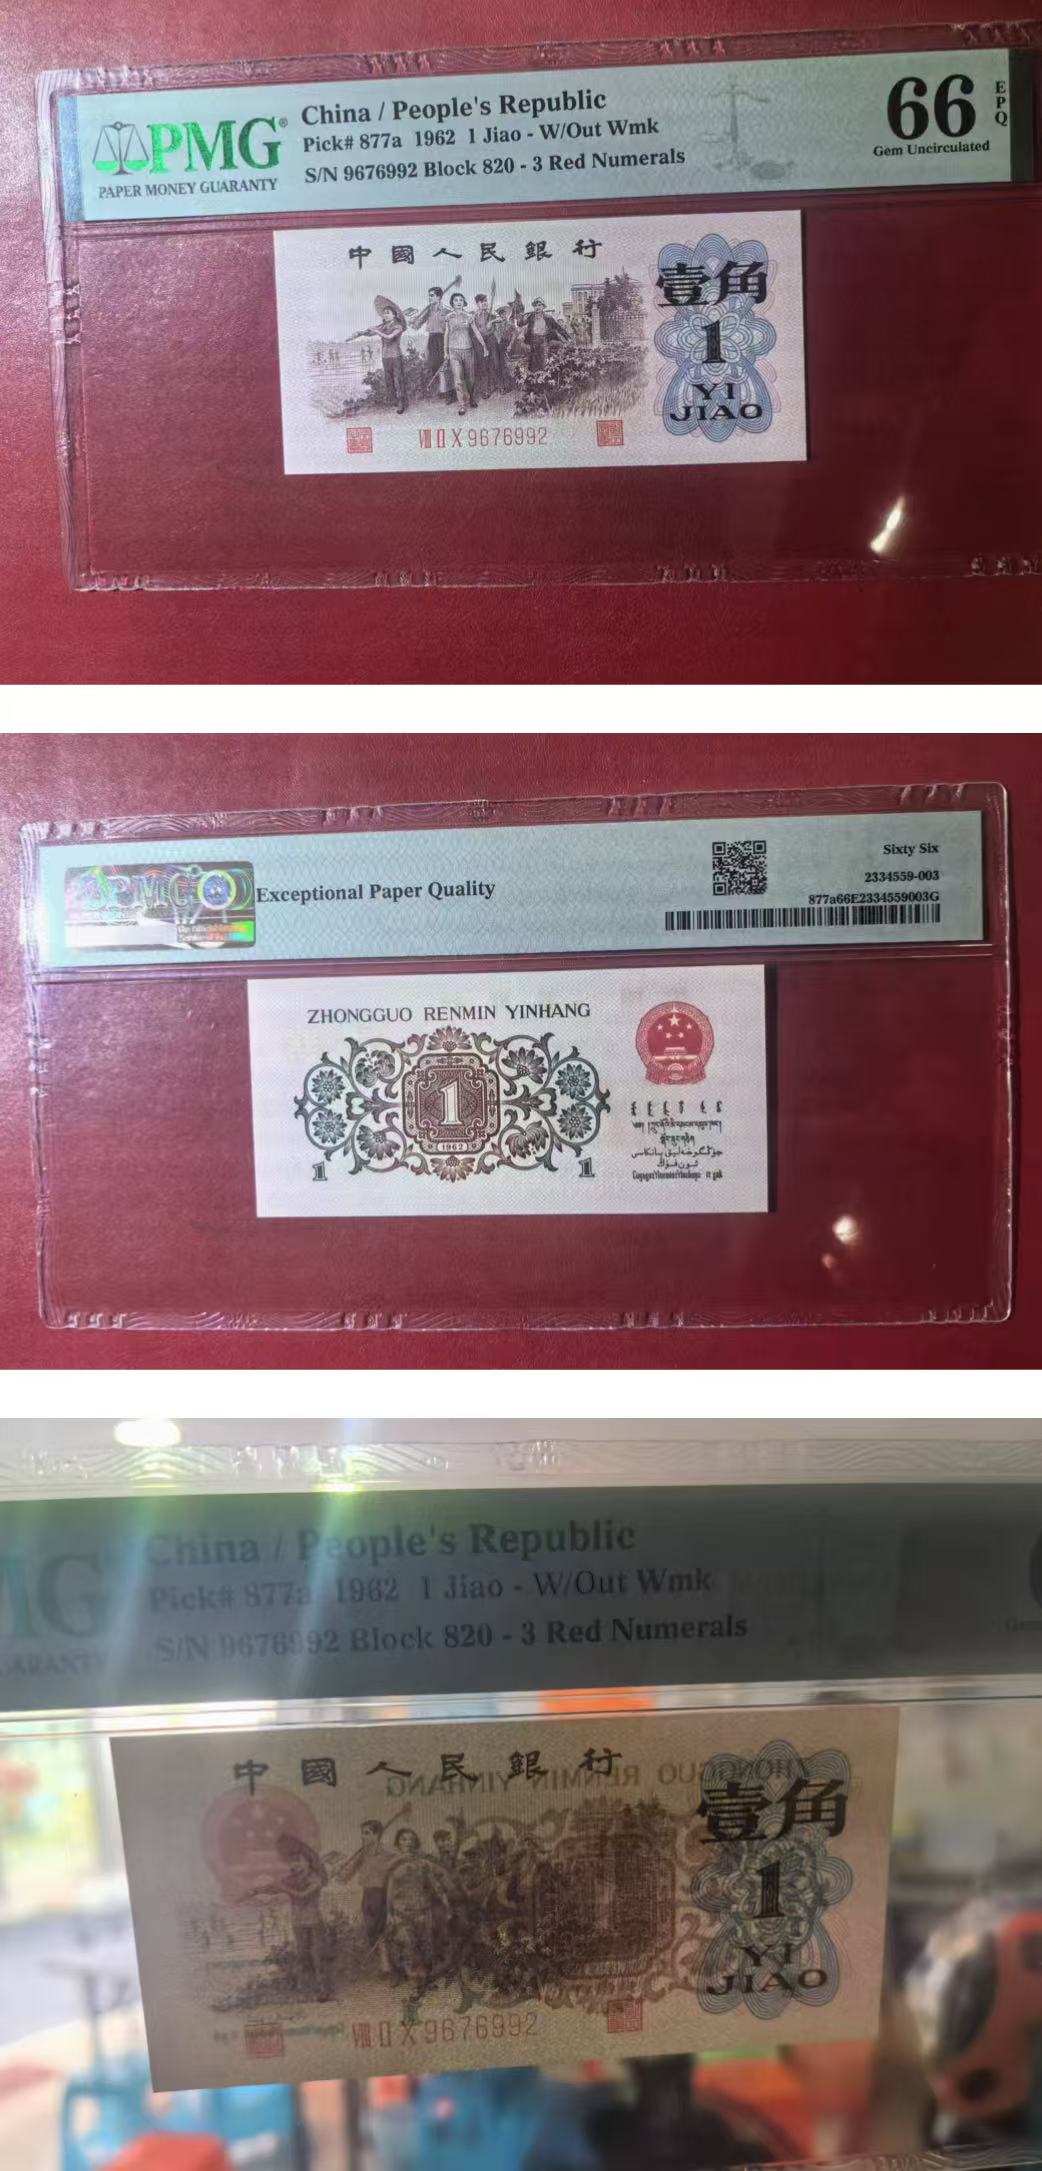 PMG®
PAPER MONEY GUARANTY
China / People's Republic
Pick# 877a 1962 1 Jiao - W/Out Wmk
S/N 9676992 Block 820 - 3 Red Numerals
66
EPQ
Gem Uncirculated
中國人民銀行
壹角
1
YI
JIAO
Ⅷ Ⅱ Ⅹ 9676992
PMG
Exceptional Paper Quality
Sixty Six
2334559-003
877a66E2334559003G
ZHONGGUO RENMIN YINHANG
1
1962
1
1
China / People's Republic
Pick# 877a 1962 1 Jiao - W/Out Wmk
S/N 9676992 Block 820 - 3 Red Numerals
中國人民銀行
ZHONGGUO RENMIN YINHANG
壹角
1
YI
JIAO
Ⅷ Ⅱ Ⅹ 9676992